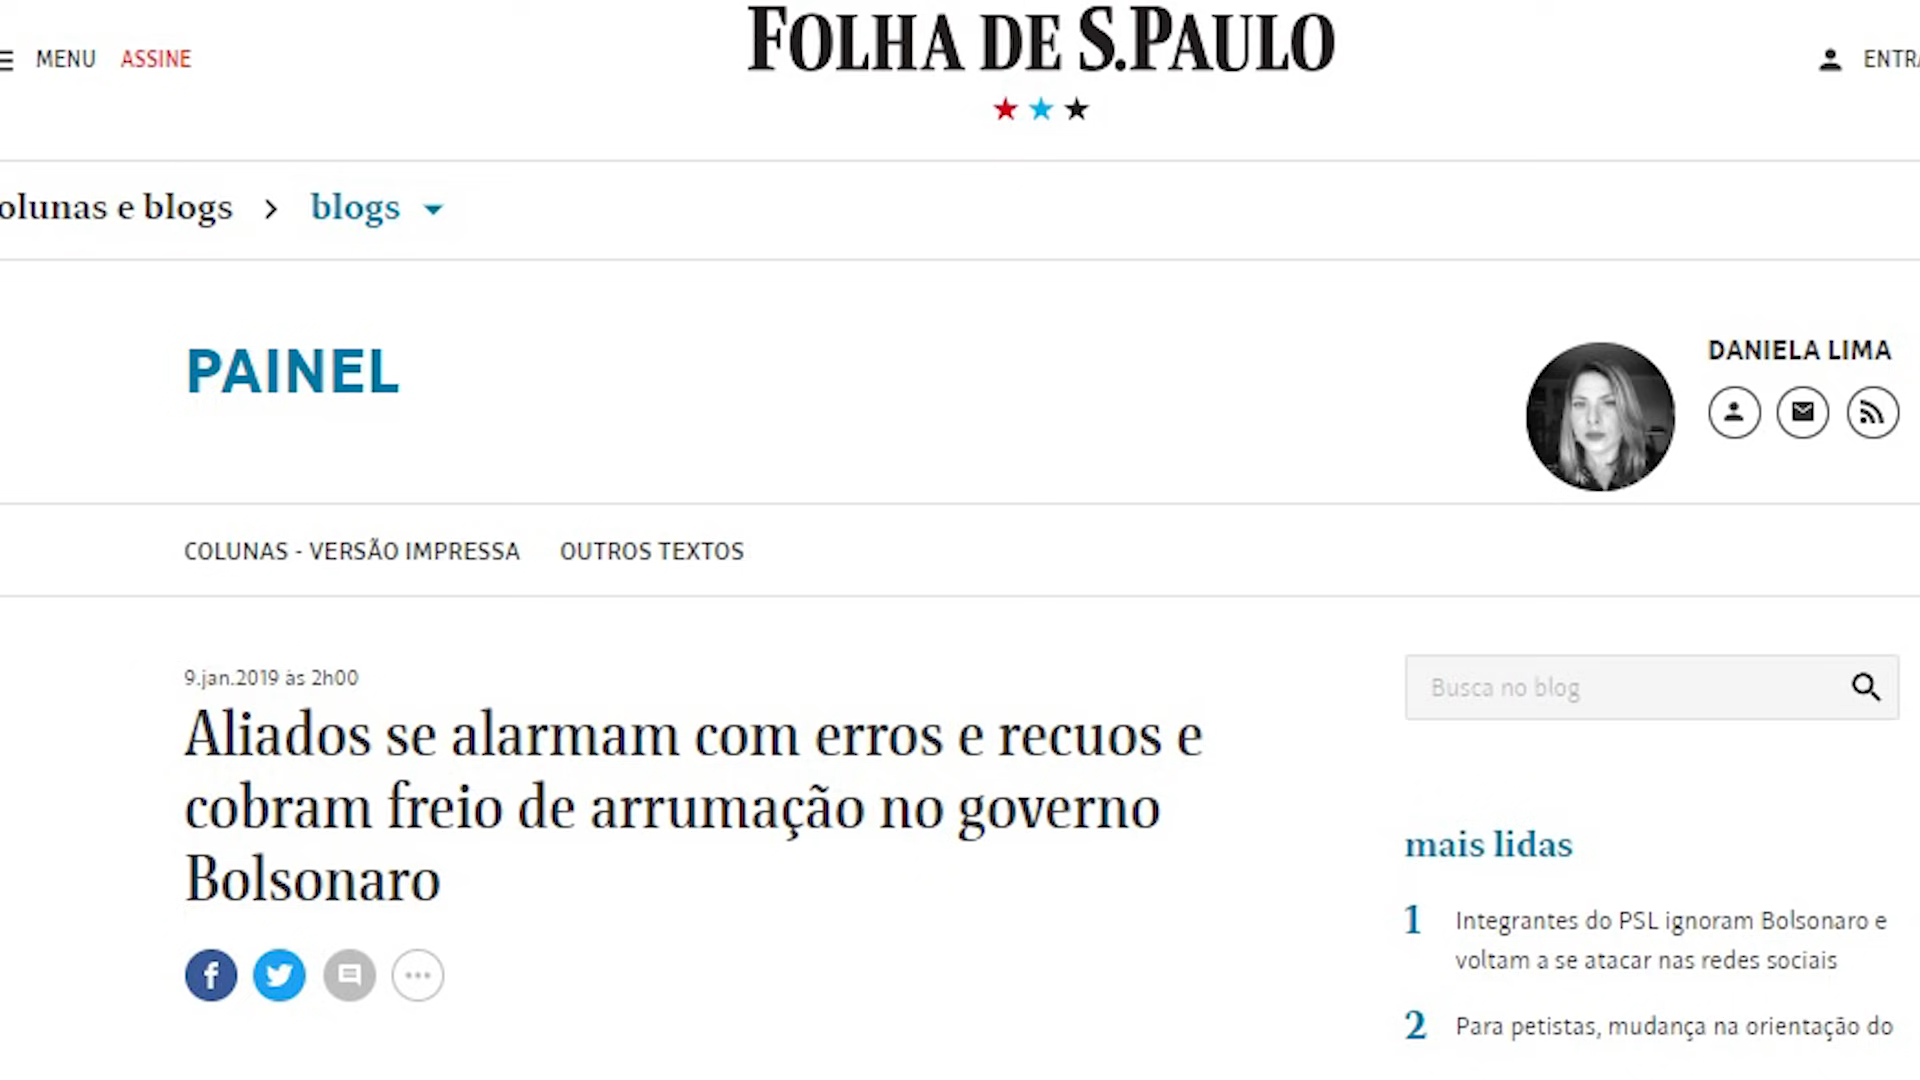 MENU ASSINE
FOLHA DE S.PAULO
blogs
e blogs
PAINEL
DANIELA LIMA
COLUNAS - VERSÃO IMPRESSA OUTROS TEXTOS
9.jan.2019 às 2h00
Aliados se alarmam com erros e recuos e
cobram freio de arrumação no governo
Bolsonaro
Busca no blog
mais lidas
1 Integrantes do PSL ignoram Bolsonaro e
voltam a se atacar nas redes sociais
2 Para petistas, mudança na orientação do